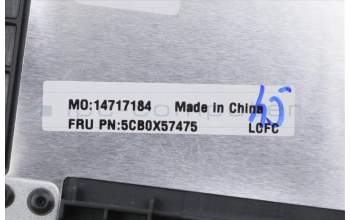 MO:14717184 Made in China
FRU PN:5CB0X57475 LCFC